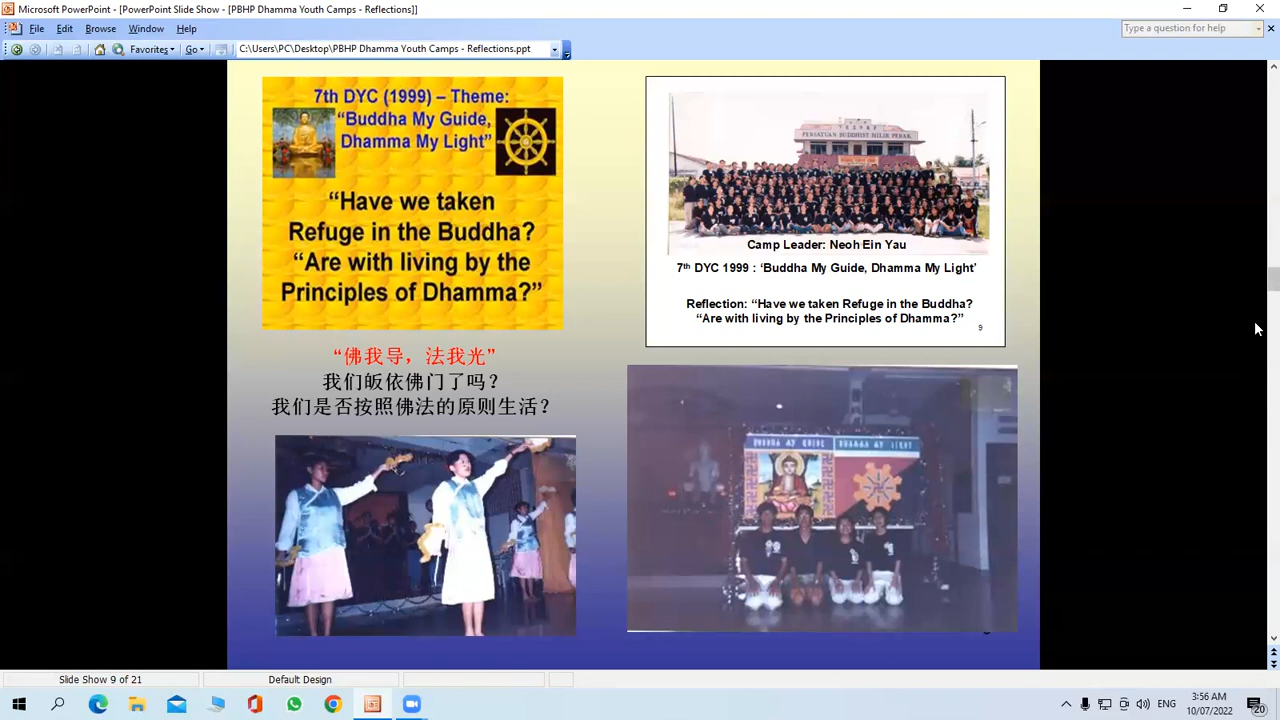 Microsoft PowerPoint - [PowerPoint Slide Show - [PBHP Dhamma Youth Camps - Reflections]]
File Edit Browse Window Help
Type a question for help
Favorites Go C:\Users\PC\Desktop\PBHP Dhamma Youth Camps - Reflections.ppt
7th DYC (1999) – Theme:
“Buddha My Guide,
Dhamma My Light”
“Have we taken
Refuge in the Buddha?
“Are with living by the
Principles of Dhamma?”
“佛我导，法我光”
我们皈依佛门了吗？
我们是否按照佛法的原则生活？
PERSATUAN BUDDHIST HILIR PERAK
Camp Leader: Neoh Ein Yau
7th DYC 1999 : ‘Buddha My Guide, Dhamma My Light’
Reflection: “Have we taken Refuge in the Buddha?
“Are with living by the Principles of Dhamma?”
9
BUDDHA MY GUIDE DHAMMA MY LIGHT
Slide Show 9 of 21
Default Design
ENG
3:56 AM
10/07/2022
20